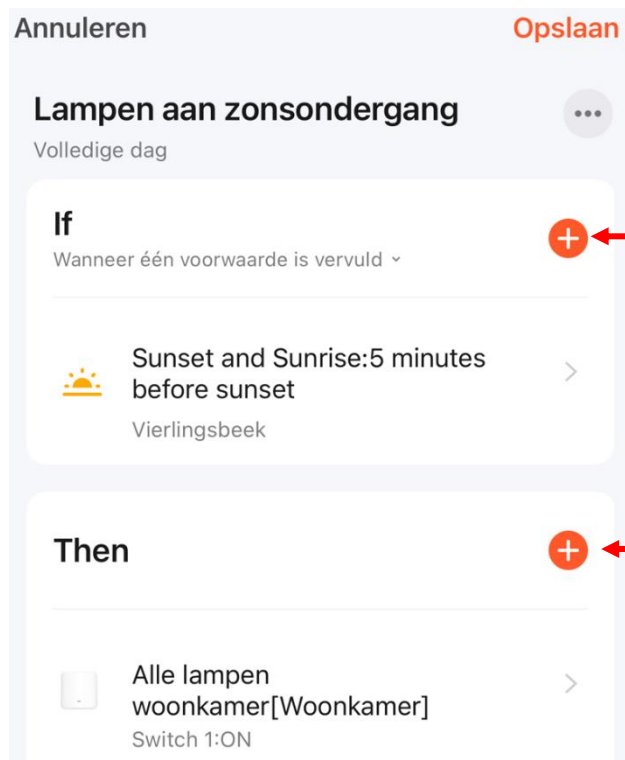 Annuleren Opslaan
Lampen aan zonsondergang
Volledige dag
If
Wanneer één voorwaarde is vervuld
Sunset and Sunrise:5 minutes
before sunset
Vierlingsbeek
Then
Alle lampen
woonkamer[Woonkamer]
Switch 1:ON